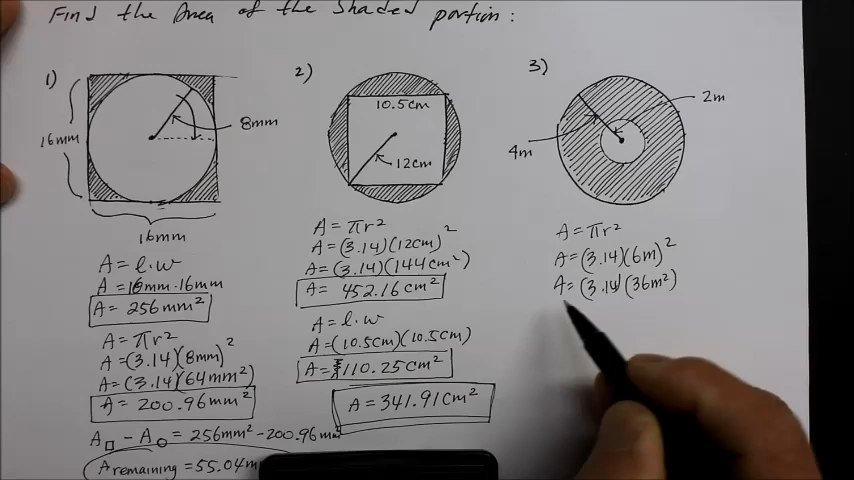 Find the Area of the Shaded portion:
1)
16mm
8mm
16mm
A = l·w
A = 16mm·16mm
A = 256mm²
A = πr²
A = (3.14)(8mm)²
A = (3.14)(64mm²)
A = 200.96mm²
A□ - A○ = 256mm² - 200.96mm²
A remaining = 55.04m
2)
10.5cm
12cm
A = πr²
A = (3.14)(12cm)²
A = (3.14)(144cm²)
A = 452.16cm²
A = l·w
A = (10.5cm)(10.5cm)
A = 110.25cm²
A = 341.91cm²
3)
2m
4m
A = πr²
A = (3.14)(6m)²
A = (3.14)(36m²)